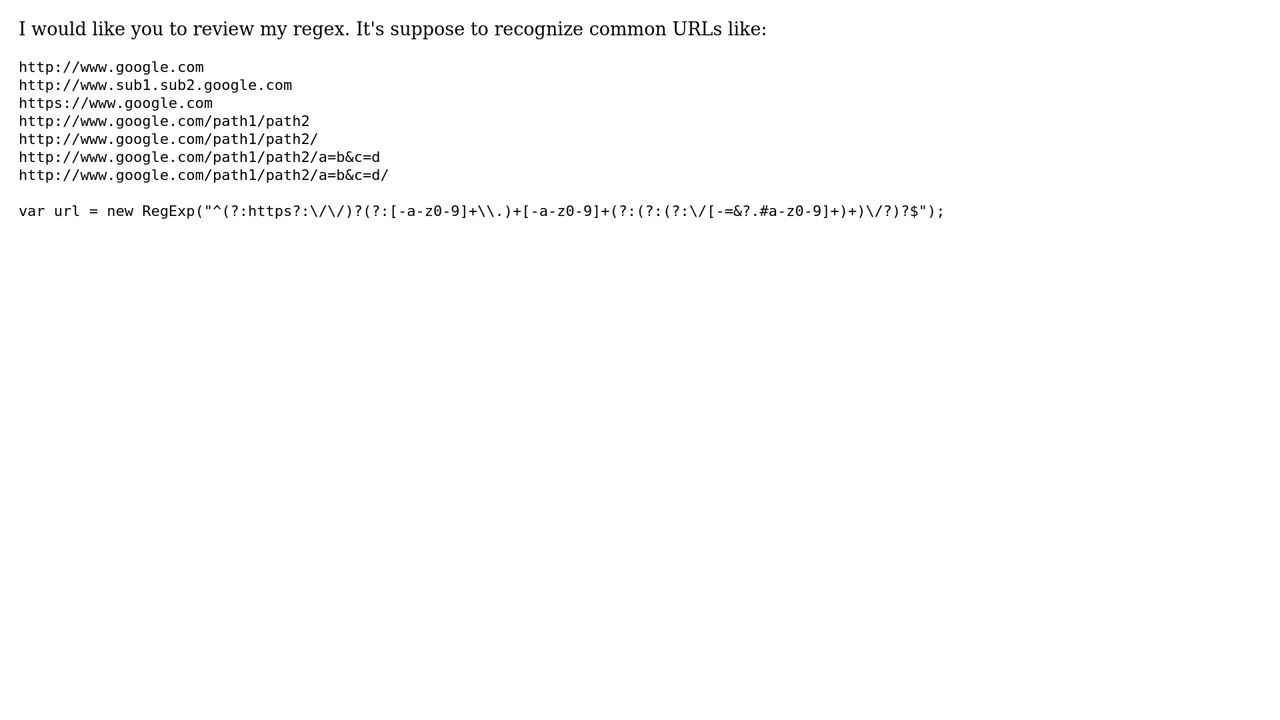 I would like you to review my regex. It's suppose to recognize common URLs like:
http://www.google.com
http://www.sub1.sub2.google.com
https://www.google.com
http://www.google.com/path1/path2
http://www.google.com/path1/path2/
http://www.google.com/path1/path2/a=b&c=d
http://www.google.com/path1/path2/a=b&c=d/
var url = new RegExp("^(?:https?:\/\/)?(?:[-a-z0-9]+\\.)+[-a-z0-9]+(?:(?:(?:\/[-=&?.#a-z0-9]+)+)\/?)?$");